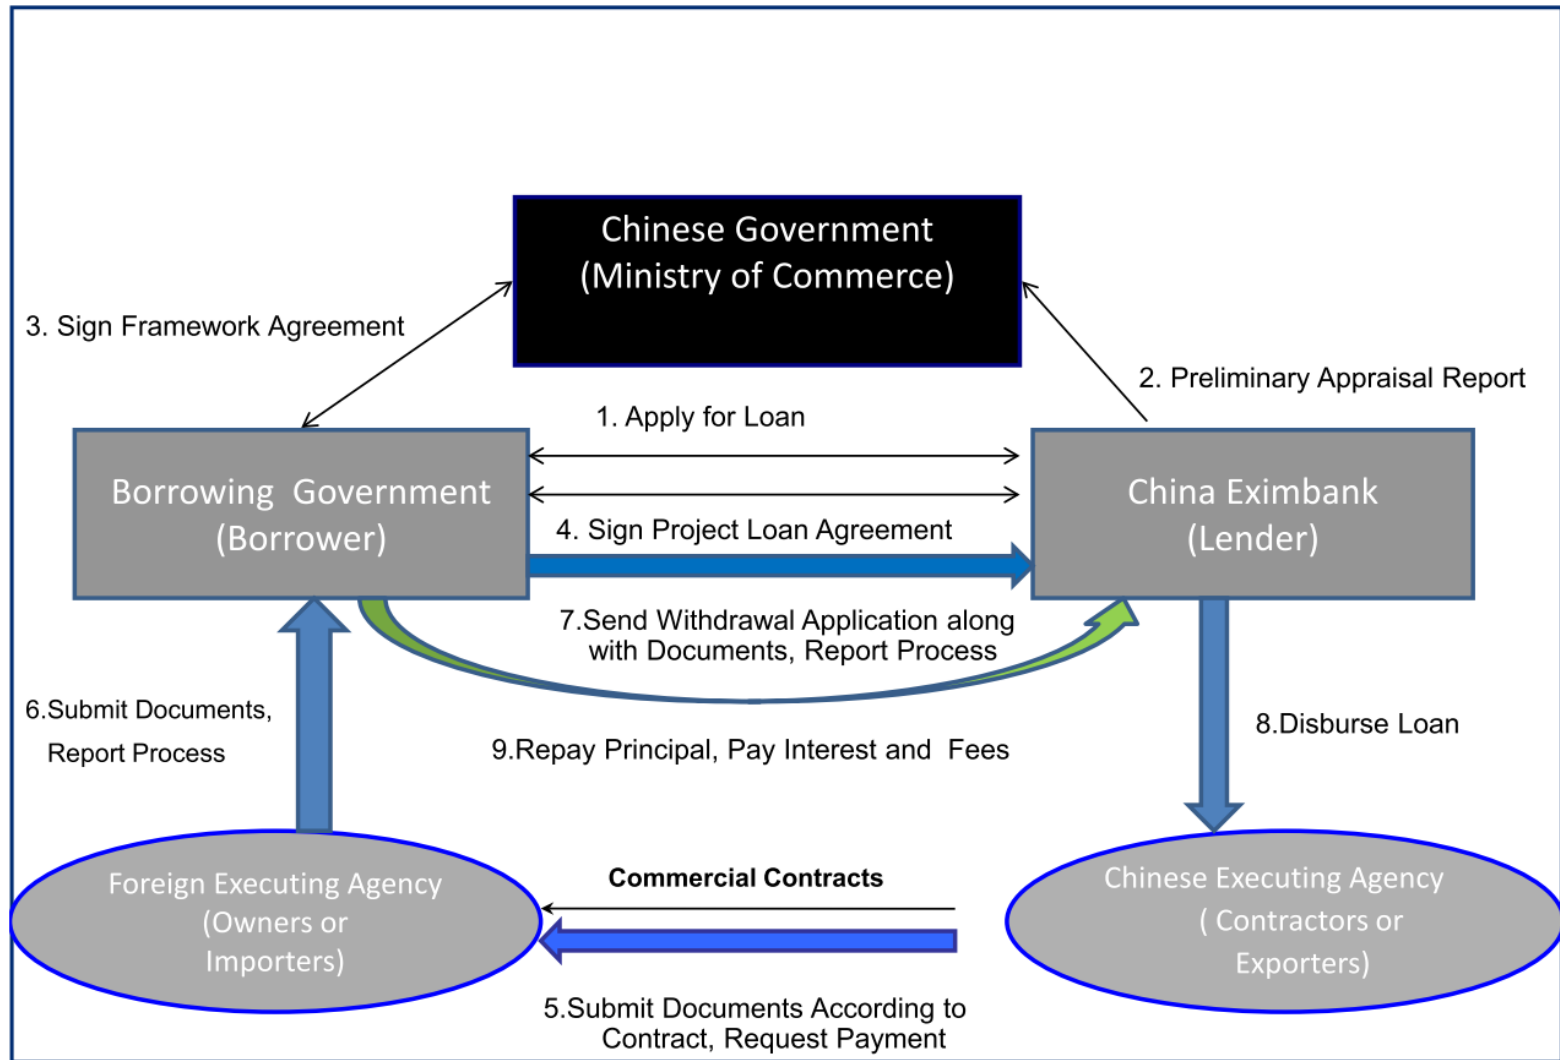 Chinese Government
(Ministry of Commerce)
3. Sign Framework Agreement
2. Preliminary Appraisal Report
1. Apply for Loan
Borrowing  Government
(Borrower)
China Eximbank
(Lender)
4. Sign Project Loan Agreement
7.Send Withdrawal Application along
with Documents, Report Process
6.Submit Documents,
Report Process
8.Disburse Loan
9.Repay Principal, Pay Interest and  Fees
Commercial Contracts
Foreign Executing Agency
(Owners or
Importers)
Chinese Executing Agency
( Contractors or
Exporters)
5.Submit Documents According to
Contract, Request Payment